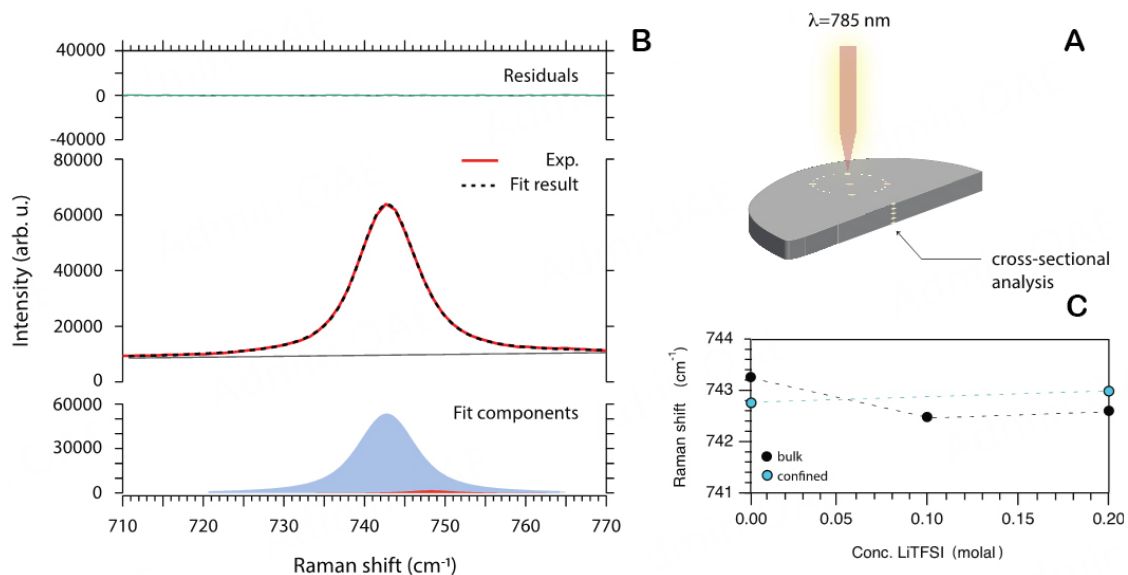 B
40000
Residuals
0
-40000
80000
Exp.
Fit result
60000
40000
20000
0
Intensity (arb. u.)
60000
Fit components
30000
0
710 720 730 740 750 760 770
Raman shift (cm⁻¹)
λ=785 nm
A
cross-sectional
analysis
C
744
743
742
741
Raman shift (cm⁻¹)
bulk
confined
0.00 0.05 0.10 0.15 0.20
Conc. LiTFSI (molal)